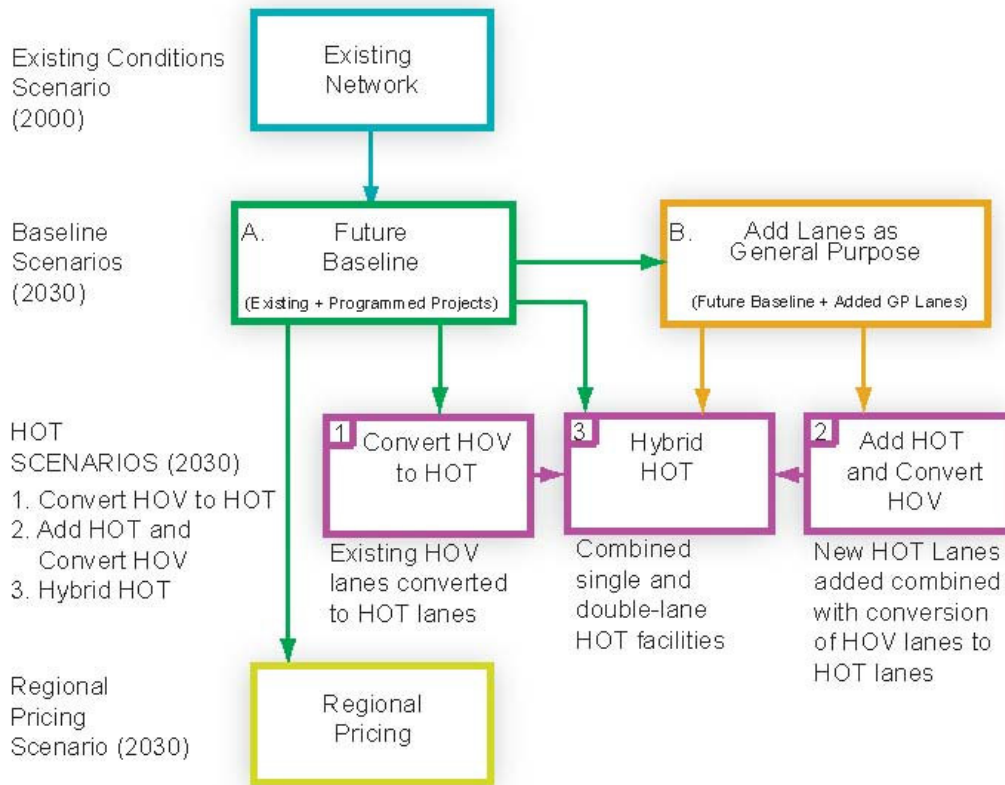 Existing Conditions
Scenario
(2000)
Existing
Network
Baseline
Scenarios
(2030)
A.
Future
Baseline
(Existing + Programmed Projects)
B.
Add Lanes as
General Purpose
(Future Baseline + Added GP Lanes)
HOT
SCENARIOS (2030)
1. Convert HOV to HOT
2. Add HOT and
Convert HOV
3. Hybrid HOT
1
Convert HOV
to HOT
Existing HOV
lanes converted
to HOT lanes
3
Hybrid
HOT
Combined
single and
double-lane
HOT facilities
2
Add HOT
and Convert
HOV
New HOT Lanes
added combined
with conversion
of HOV lanes to
HOT lanes
Regional
Pricing
Scenario (2030)
Regional
Pricing